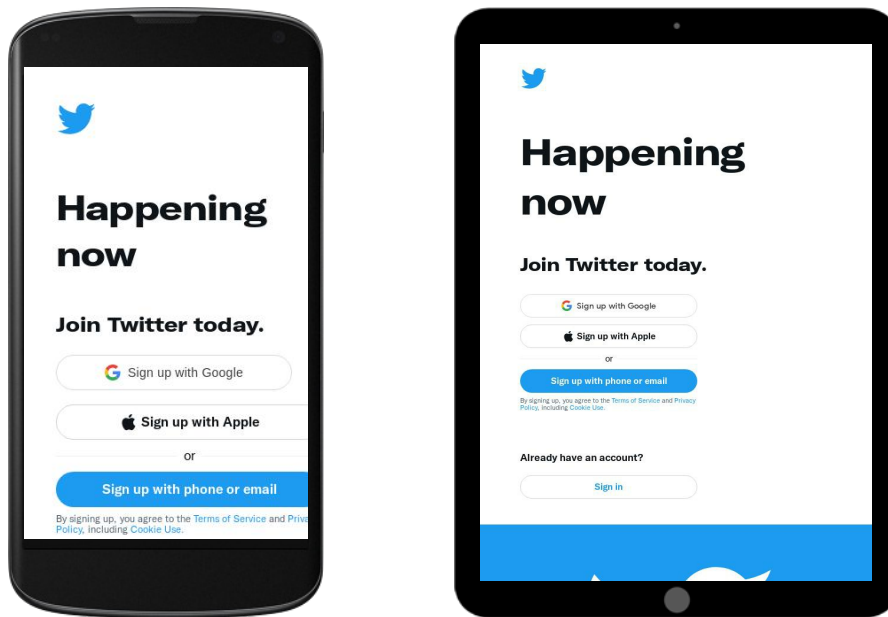 Happening
now
Join Twitter today.
Sign up with Google
Sign up with Apple
or
Sign up with phone or email
By signing up, you agree to the Terms of Service and Priva
Policy, including Cookie Use.
Happening
now
Join Twitter today.
Sign up with Google
Sign up with Apple
or
Sign up with phone or email
By signing up, you agree to the Terms of Service and Privacy
Policy, including Cookie Use.
Already have an account?
Sign in